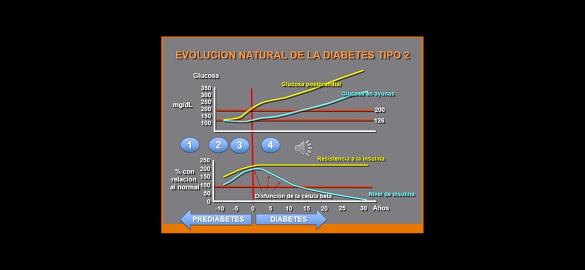 EVOLUCION NATURAL DE LA DIABETES TIPO 2
Glucosa
Glucosa postprandial
Glucosa en ayunas
mg/dL
350
300
250
200
150
100
200
126
1
2
3
4
Resistencia a la insulina
% con
relación
al normal
250
200
150
100
50
0
Nivel de insulina
Disfunción de la célula beta
-10 -5 0 5 10 15 20 25 30 Años
PREDIABETES
DIABETES